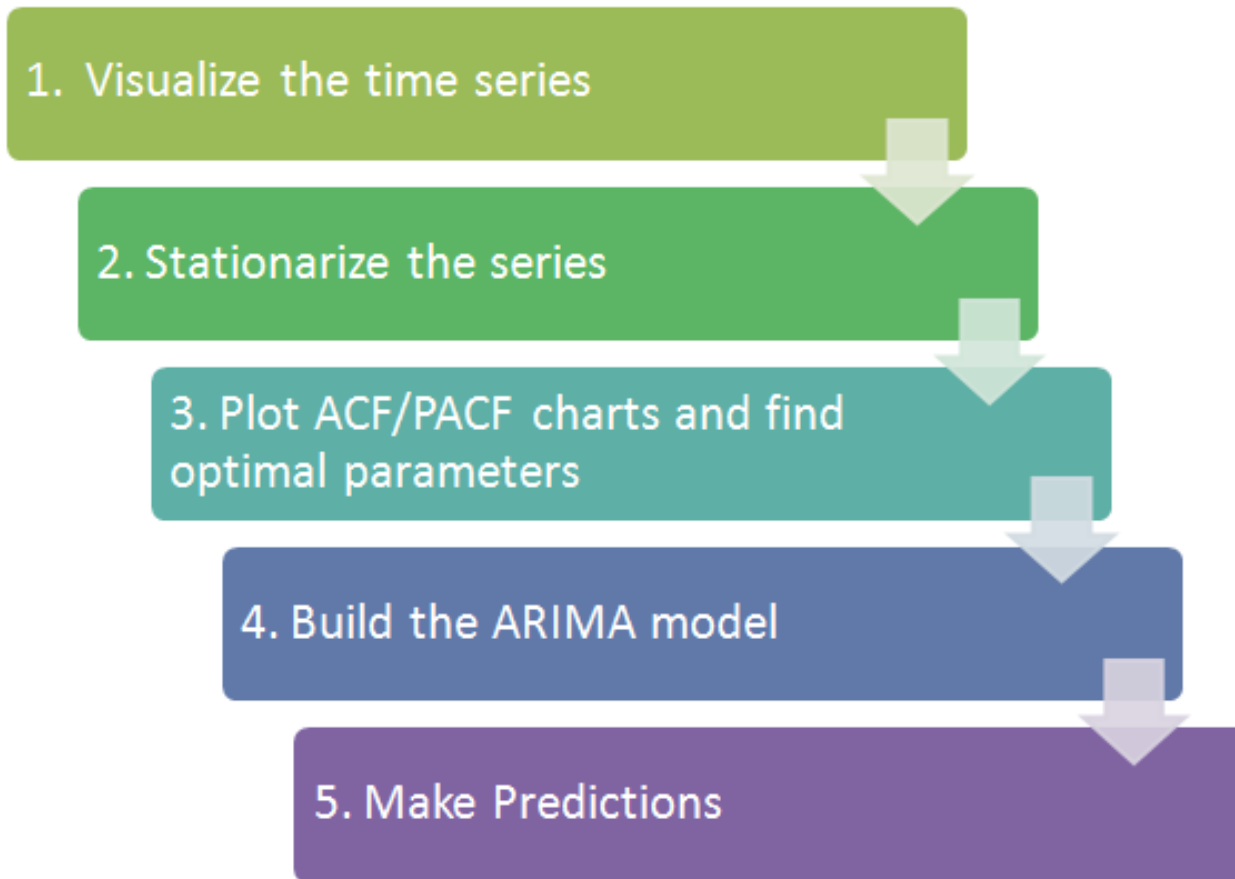 1. Visualize the time series
2. Stationarize the series
3. Plot ACF/PACF charts and find
optimal parameters
4. Build the ARIMA model
5. Make Predictions